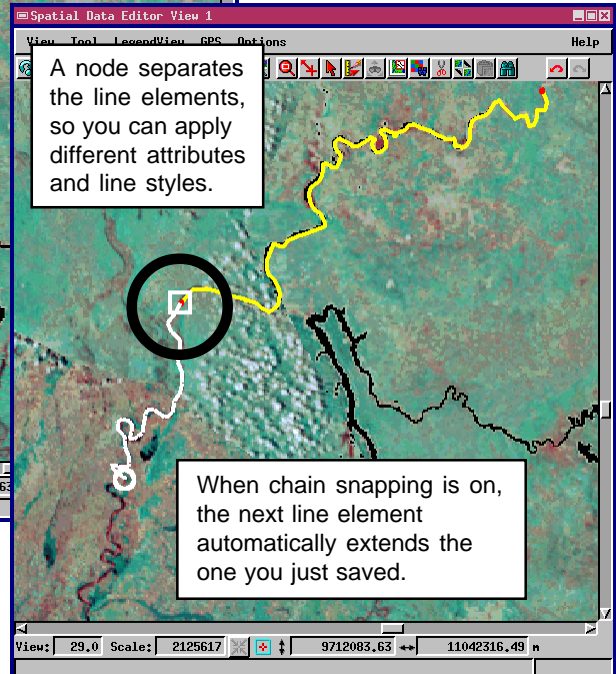 Spatial Data Editor View 1
View Tool LegendView GPS Options Help
A node separates
the line elements,
so you can apply
different attributes
and line styles.
When chain snapping is on,
the next line element
automatically extends the
one you just saved.
View: 29.0 Scale: 2125617 9712083.63 11042316.49 m